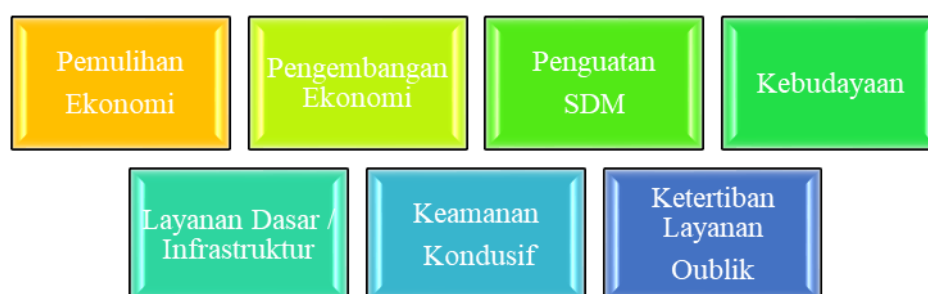 Pemulihan
Ekonomi
Pengembangan
Ekonomi
Penguatan
SDM
Kebudayaan
Layanan Dasar /
Infrastruktur
Keamanan
Kondusif
Ketertiban
Layanan
Oublik